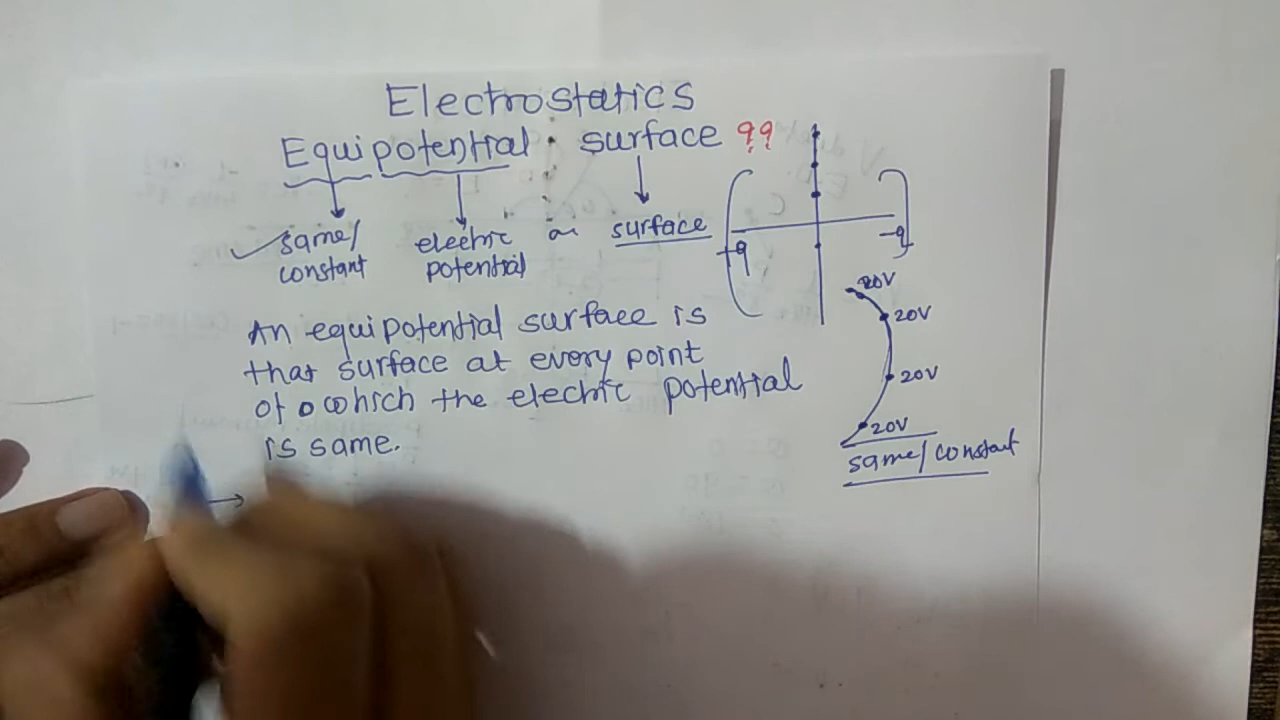 Electrostatics
Equipotential surface ??
same/ constant
electric potential
surface
+q
-q
An equipotential surface is
that surface at every point
of which the electric potential
is same.
20V
20V
20V
20V
same/constant